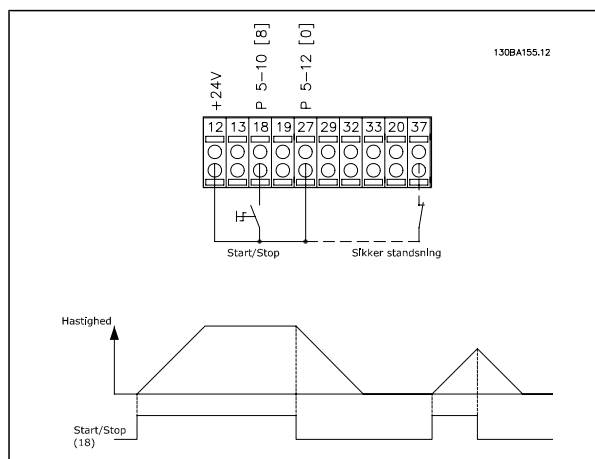 130BA155.12
+24V
P 5-10 [8]
P 5-12 [0]
12 13 18 19 27 29 32 33 20 37
Start/Stop
Sikker standsning
Hastighed
Start/Stop
(18)